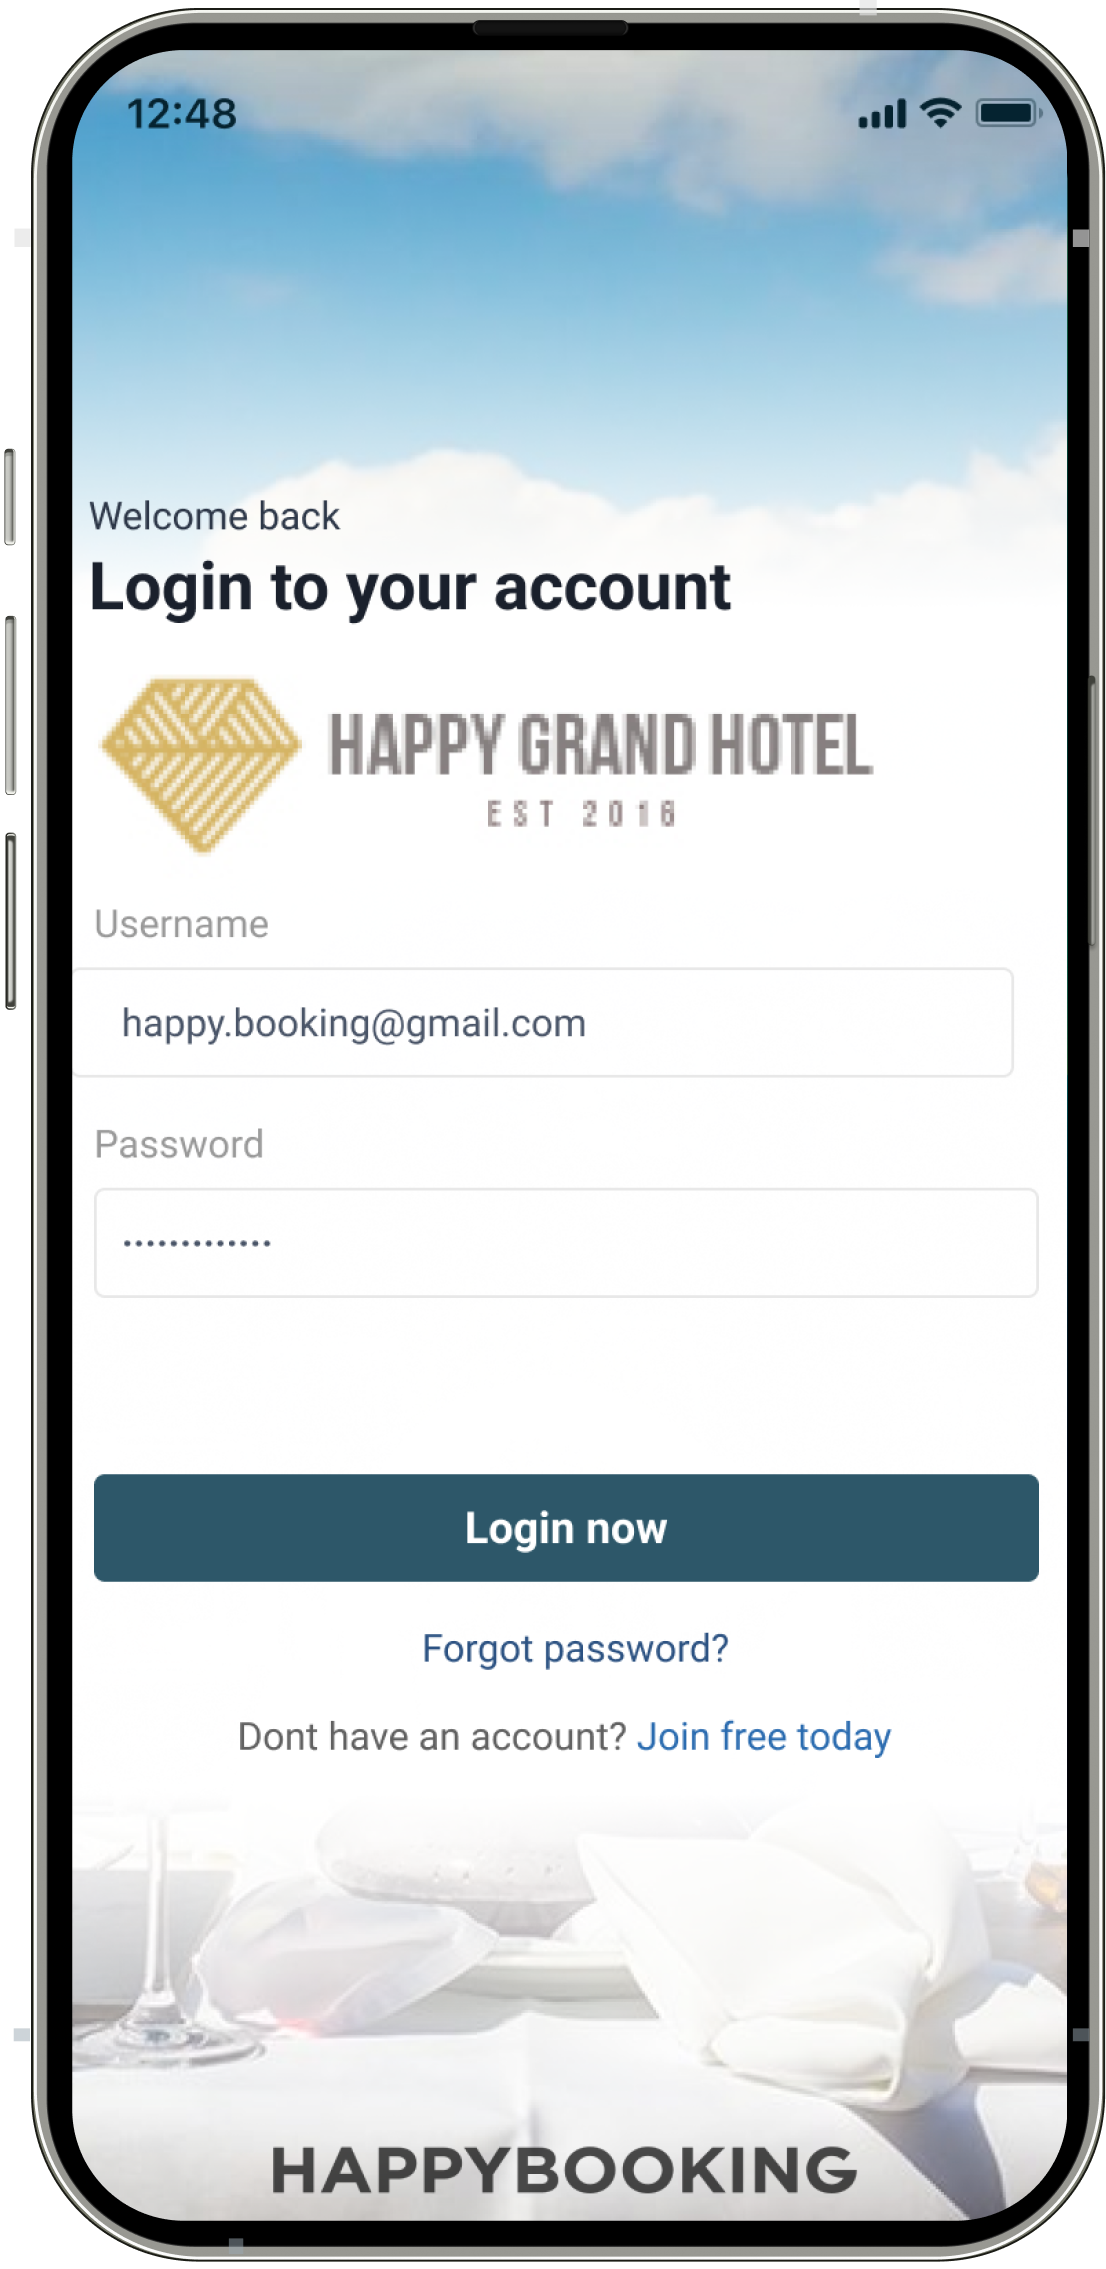 12:48
Welcome back
Login to your account
HAPPY GRAND HOTEL
EST 2016
Username
happy.booking@gmail.com
Password
•••••••••••••
Login now
Forgot password?
Dont have an account? Join free today
HAPPYBOOKING